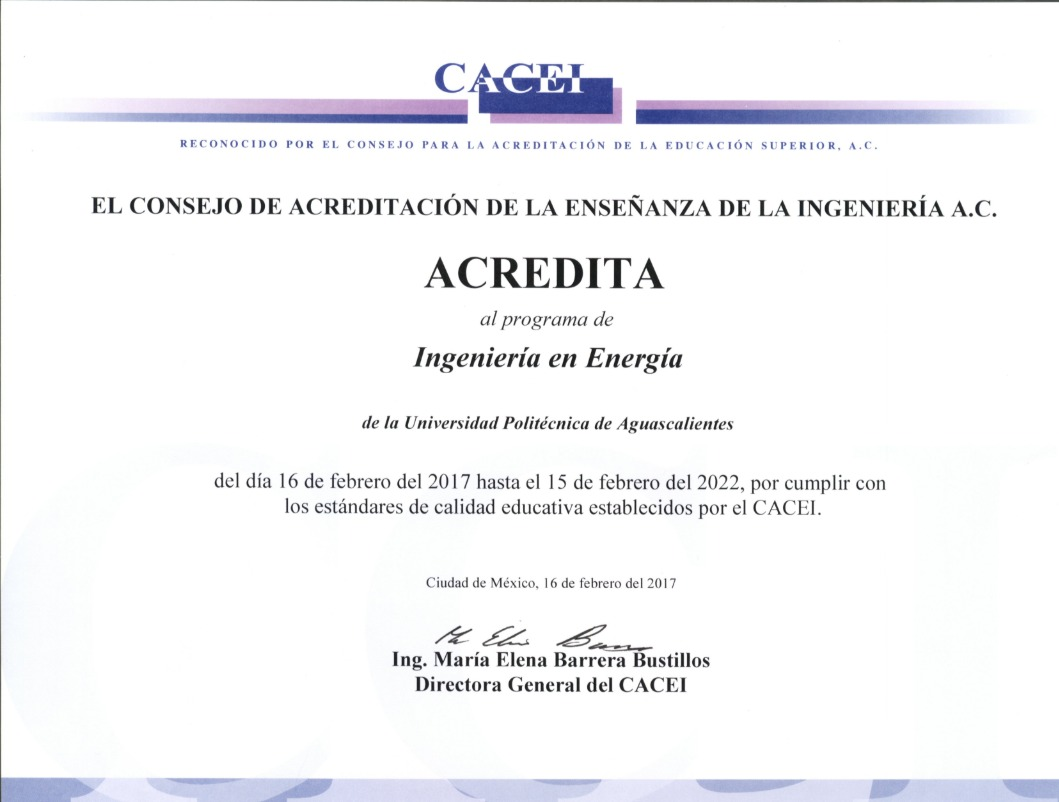 CACEI
RECONOCIDO POR EL CONSEJO PARA LA ACREDITACIÓN DE LA EDUCACIÓN SUPERIOR, A.C.
EL CONSEJO DE ACREDITACIÓN DE LA ENSEÑANZA DE LA INGENIERÍA A.C.
ACREDITA
al programa de
Ingeniería en Energía
de la Universidad Politécnica de Aguascalientes
del día 16 de febrero del 2017 hasta el 15 de febrero del 2022, por cumplir con
los estándares de calidad educativa establecidos por el CACEI.
Ciudad de México, 16 de febrero del 2017
Ing. María Elena Barrera Bustillos
Directora General del CACEI